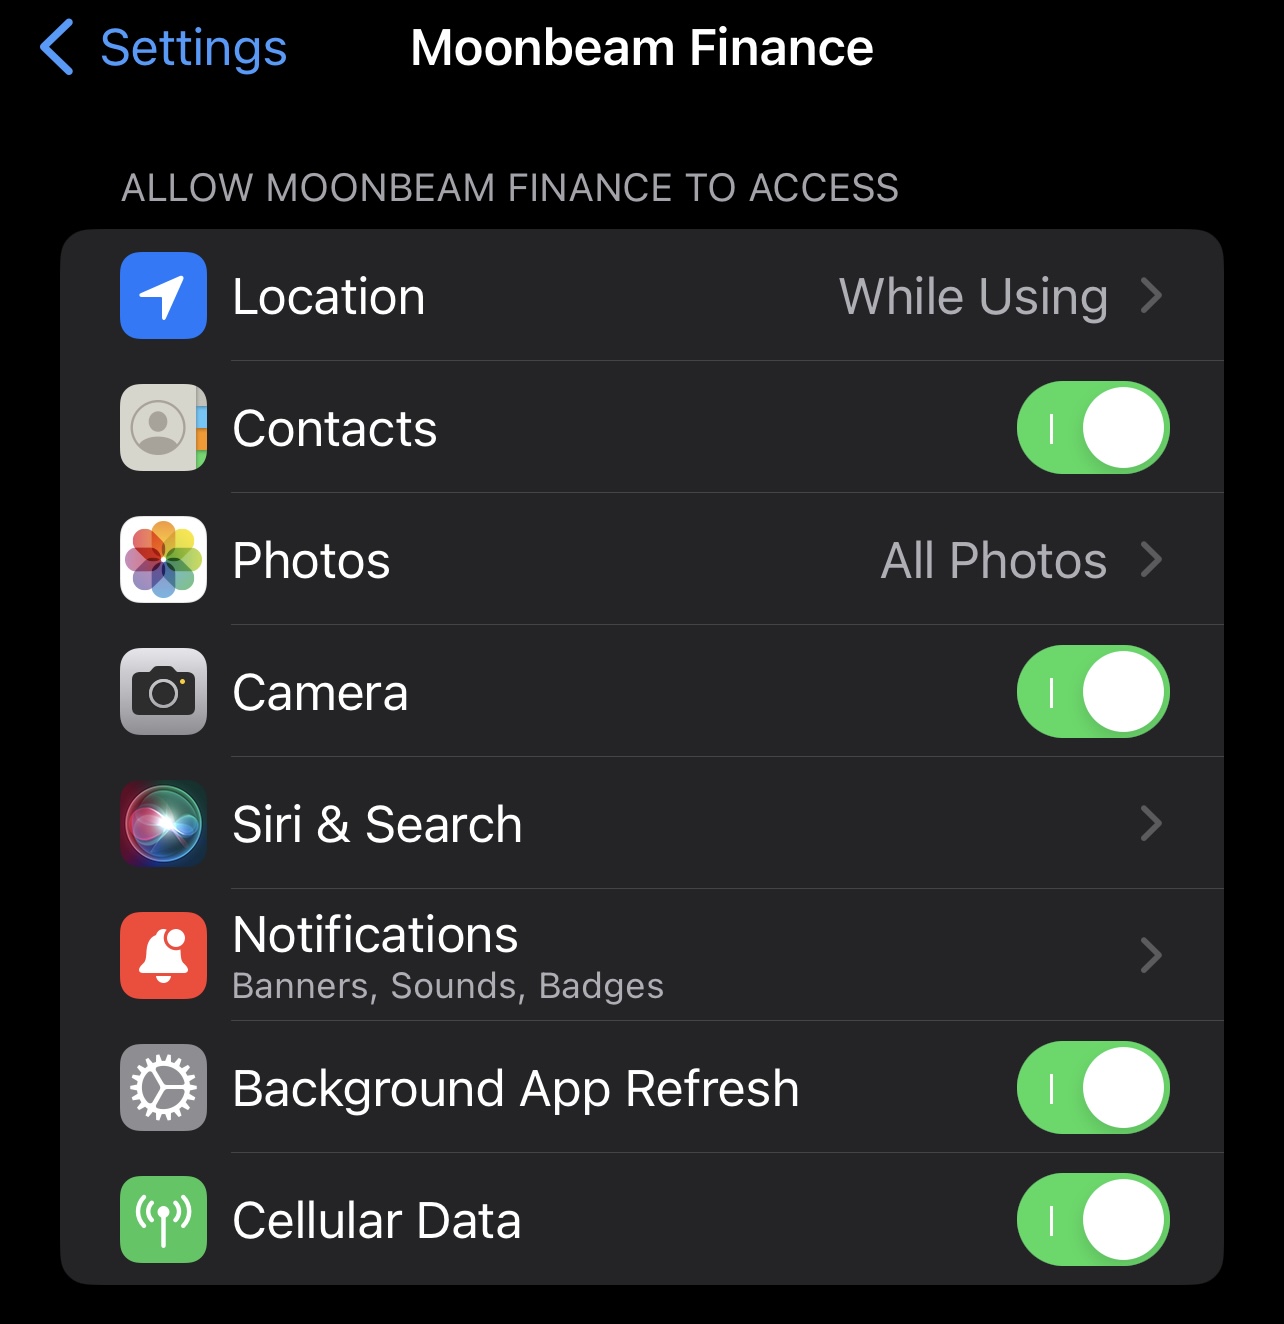 Settings
Moonbeam Finance
ALLOW MOONBEAM FINANCE TO ACCESS
Location
While Using
Contacts
Photos
All Photos
Camera
Siri & Search
Notifications
Banners, Sounds, Badges
Background App Refresh
Cellular Data